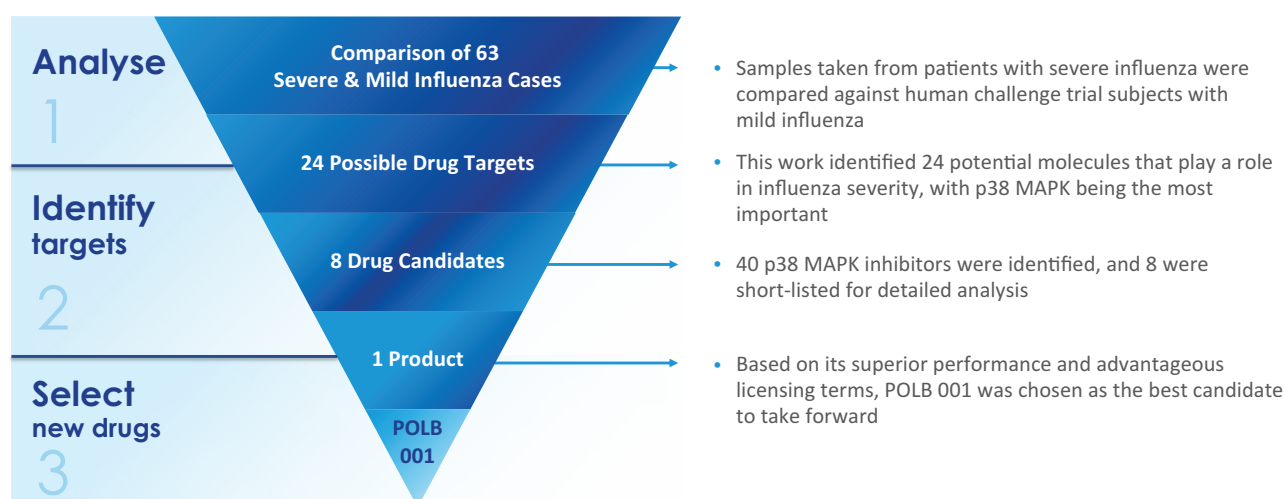 Analyse
1
Comparison of 63
Severe & Mild Influenza Cases
• Samples taken from patients with severe influenza were
compared against human challenge trial subjects with
mild influenza
24 Possible Drug Targets
• This work identified 24 potential molecules that play a role
in influenza severity, with p38 MAPK being the most
important
Identify
targets
2
8 Drug Candidates
• 40 p38 MAPK inhibitors were identified, and 8 were
short-listed for detailed analysis
1 Product
• Based on its superior performance and advantageous
licensing terms, POLB 001 was chosen as the best candidate
to take forward
Select
new drugs
3
POLB
001